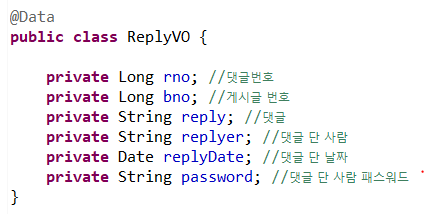 @Data
public class ReplyVO {
private Long rno; //댓글번호
private Long bno; //게시글 번호
private String reply; //댓글
private String replyer; //댓글 단 사람
private Date replyDate; //댓글 단 날짜
private String password; //댓글 단 사람 패스워드
}